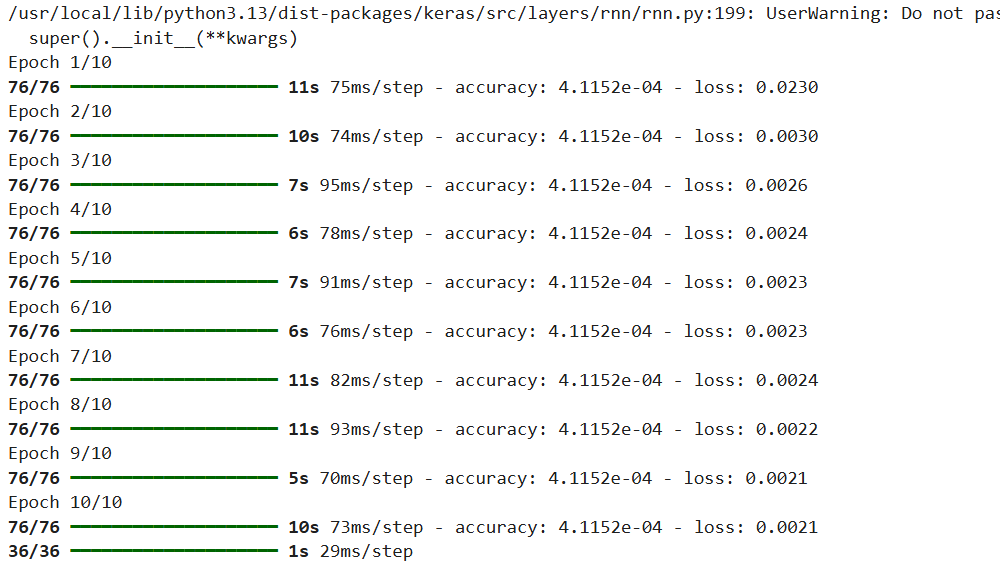 /usr/local/lib/python3.13/dist-packages/keras/src/layers/rnn/rnn.py:199: UserWarning: Do not
super().__init__(**kwargs)
Epoch 1/10
76/76 11s 75ms/step - accuracy: 4.1152e-04 - loss: 0.0230
Epoch 2/10
76/76 10s 74ms/step - accuracy: 4.1152e-04 - loss: 0.0030
Epoch 3/10
76/76 7s 95ms/step - accuracy: 4.1152e-04 - loss: 0.0026
Epoch 4/10
76/76 6s 78ms/step - accuracy: 4.1152e-04 - loss: 0.0024
Epoch 5/10
76/76 7s 91ms/step - accuracy: 4.1152e-04 - loss: 0.0023
Epoch 6/10
76/76 6s 76ms/step - accuracy: 4.1152e-04 - loss: 0.0023
Epoch 7/10
76/76 11s 82ms/step - accuracy: 4.1152e-04 - loss: 0.0024
Epoch 8/10
76/76 11s 93ms/step - accuracy: 4.1152e-04 - loss: 0.0022
Epoch 9/10
76/76 5s 70ms/step - accuracy: 4.1152e-04 - loss: 0.0021
Epoch 10/10
76/76 10s 73ms/step - accuracy: 4.1152e-04 - loss: 0.0021
36/36 1s 29ms/step